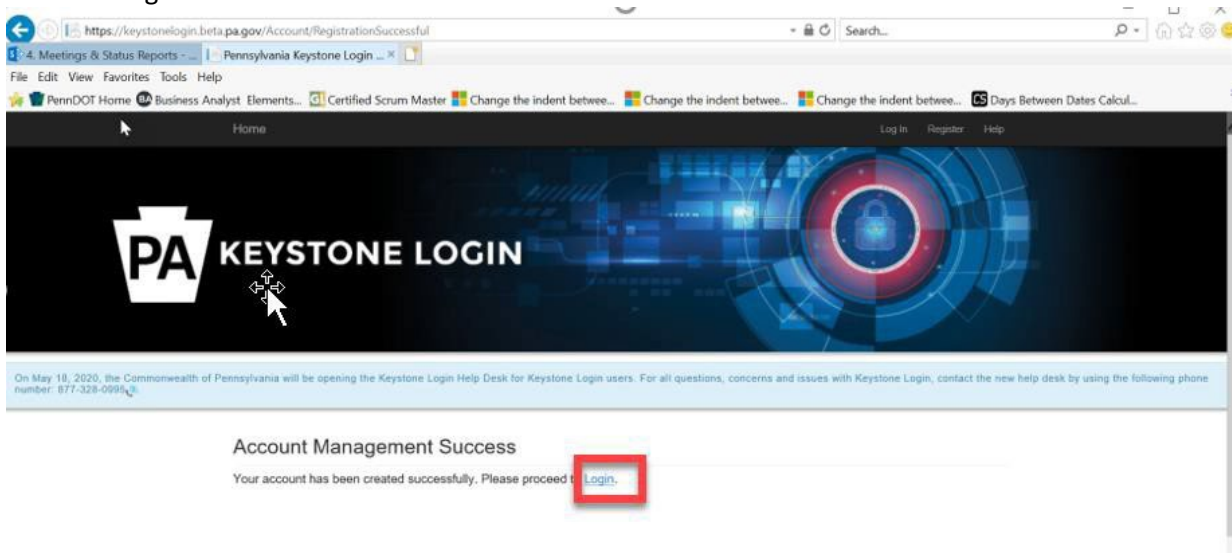 https://keystonelogin.beta.pa.gov/Account/RegistrationSuccessful Search...
4. Meetings & Status Reports - ... Pennsylvania Keystone Login ...
File Edit View Favorites Tools Help
PennDOT Home BA Business Analyst Elements... Certified Scrum Master Change the indent betwee... Change the indent betwee... Change the indent betwee... CS Days Between Dates Calcul...
Home Log In Register Help
PA KEYSTONE LOGIN
On May 18, 2020, the Commonwealth of Pennsylvania will be opening the Keystone Login Help Desk for Keystone Login users. For all questions, concerns and issues with Keystone Login, contact the new help desk by using the following phone
number: 877-328-0995
Account Management Success
Your account has been created successfully. Please proceed t Login.